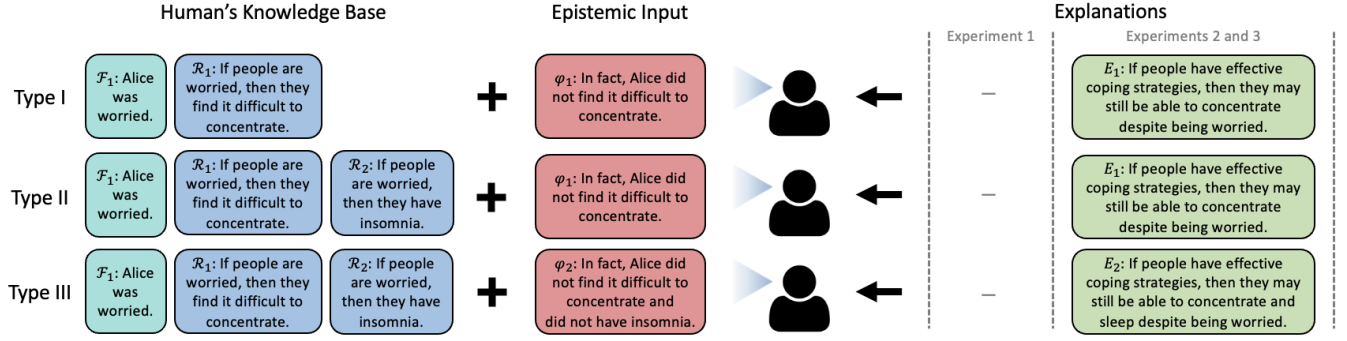 Human's Knowledge Base
Epistemic Input
Explanations
Experiment 1
Experiments 2 and 3
Type I
ℱ₁: Alice
was
worried.
ℛ₁: If people are
worried, then they
find it difficult to
concentrate.
+
φ₁: In fact, Alice did
not find it difficult to
concentrate.
–
E₁: If people have effective
coping strategies, then they may
still be able to concentrate
despite being worried.
Type II
ℱ₁: Alice
was
worried.
ℛ₁: If people are
worried, then they
find it difficult to
concentrate.
ℛ₂: If people
are worried,
then they have
insomnia.
+
φ₁: In fact, Alice did
not find it difficult to
concentrate.
–
E₁: If people have effective
coping strategies, then they may
still be able to concentrate
despite being worried.
Type III
ℱ₁: Alice
was
worried.
ℛ₁: If people are
worried, then they
find it difficult to
concentrate.
ℛ₂: If people
are worried,
then they have
insomnia.
+
φ₂: In fact, Alice did
not find it difficult to
concentrate and
did not have insomnia.
–
E₂: If people have effective
coping strategies, then they may
still be able to concentrate and
sleep despite being worried.